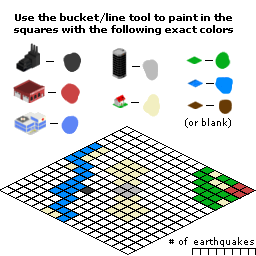 Use the bucket/line tool to paint in the
squares with the following exact colors
(or blank)
# of earthquakes